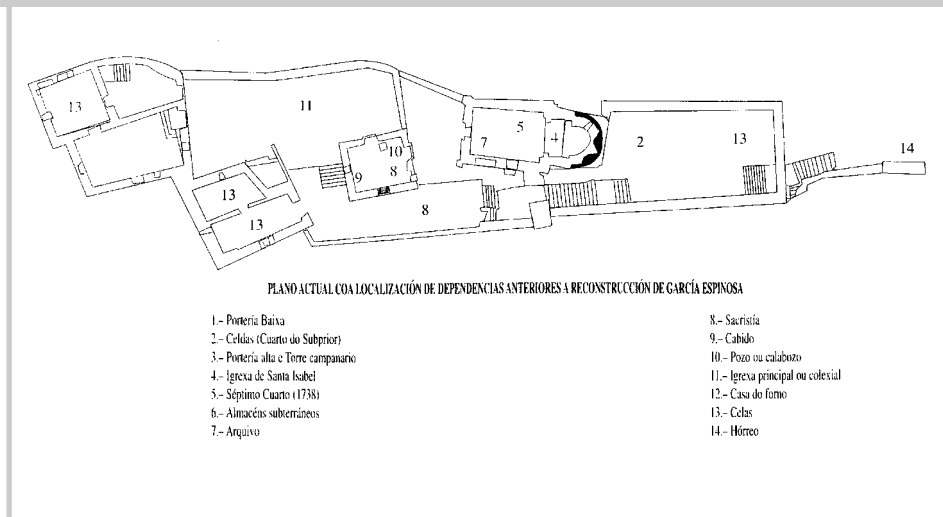 13
11
10
8
9
8
13
13
5
7
4
2
13
14
PLANO ACTUAL COA LOCALIZACIÓN DE DEPENDENCIAS ANTERIORES A RECONSTRUCCIÓN DE GARCÍA ESPINOSA
1.– Portería Baixa
2.– Celdas (Cuarto do Subprior)
3.– Portería alta e Torre campanario
4.– Igrexa de Santa Isabel
5.– Séptimo Cuarto (1738)
6.– Almacéns subterráneos
7.– Arquivo
8.– Sacristía
9.– Cabido
10.– Pozo ou calabozo
11.– Igrexa principal ou colexial
12.– Casa do forno
13.– Celas
14.– Hórreo